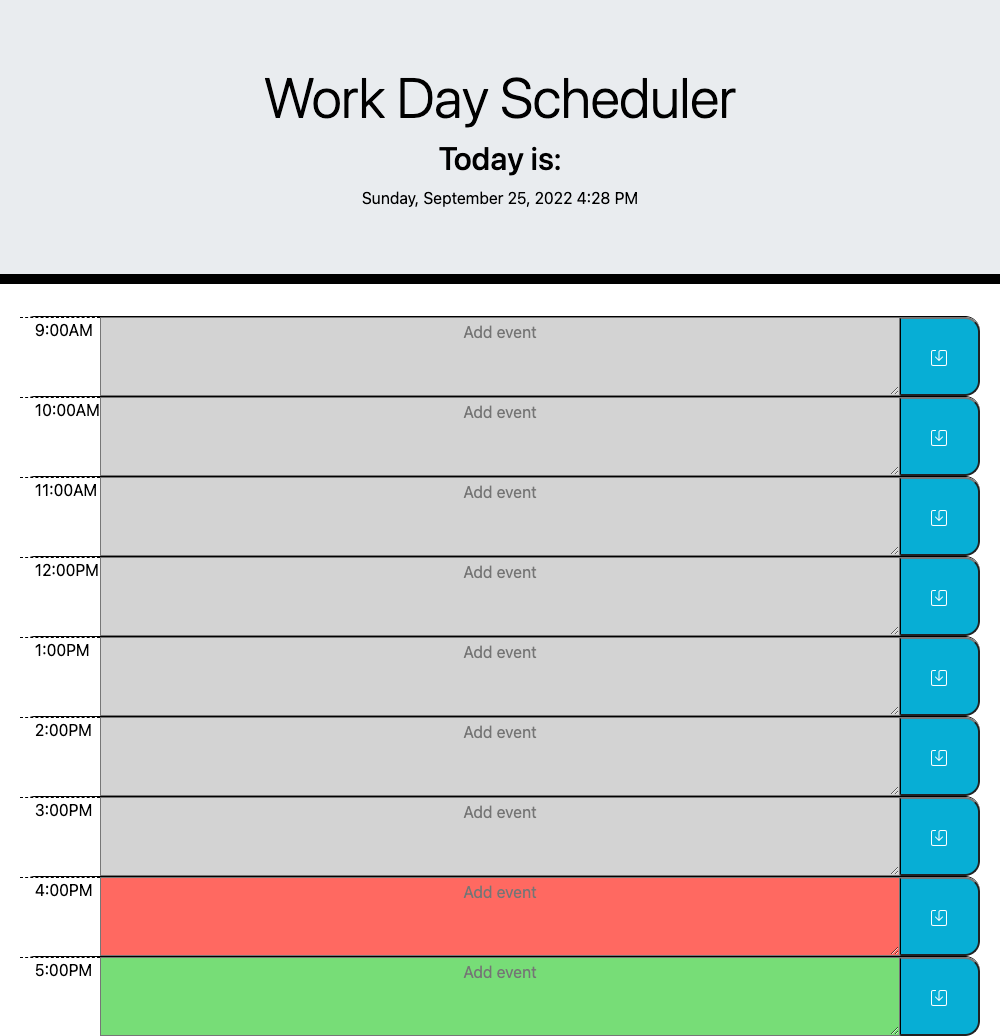 Work Day Scheduler
Today is:
Sunday, September 25, 2022 4:28 PM
9:00AM Add event
10:00AM Add event
11:00AM Add event
12:00PM Add event
1:00PM Add event
2:00PM Add event
3:00PM Add event
4:00PM Add event
5:00PM Add event